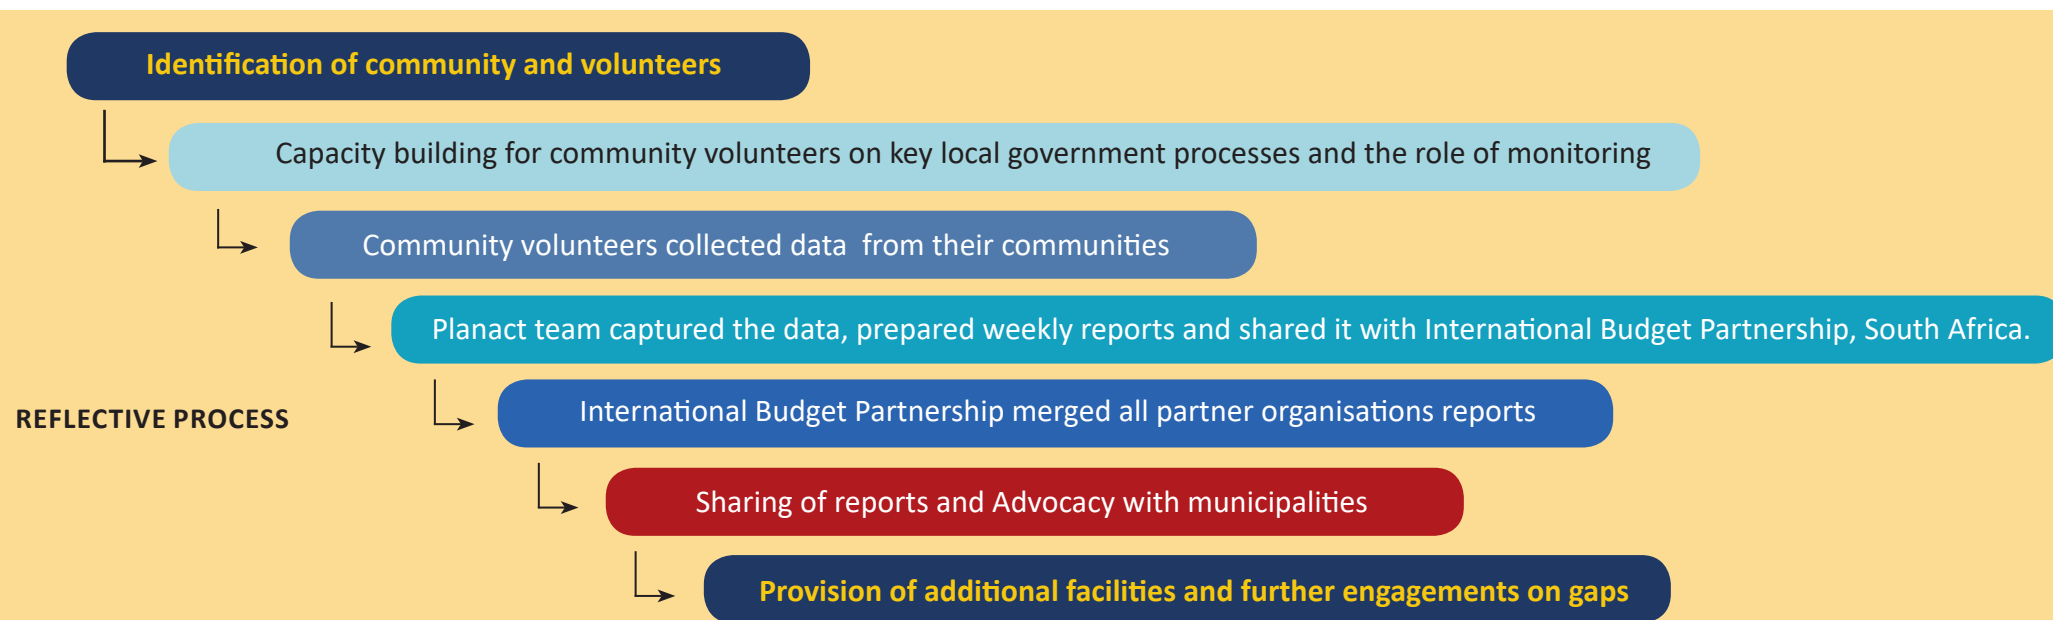 Identification of community and volunteers
Capacity building for community volunteers on key local government processes and the role of monitoring
Community volunteers collected data  from their communities
Planact team captured the data, prepared weekly reports and shared it with International Budget Partnership, South Africa.
International Budget Partnership merged all partner organisations reports
REFLECTIVE PROCESS
Sharing of reports and Advocacy with municipalities
Provision of additional facilities and further engagements on gaps